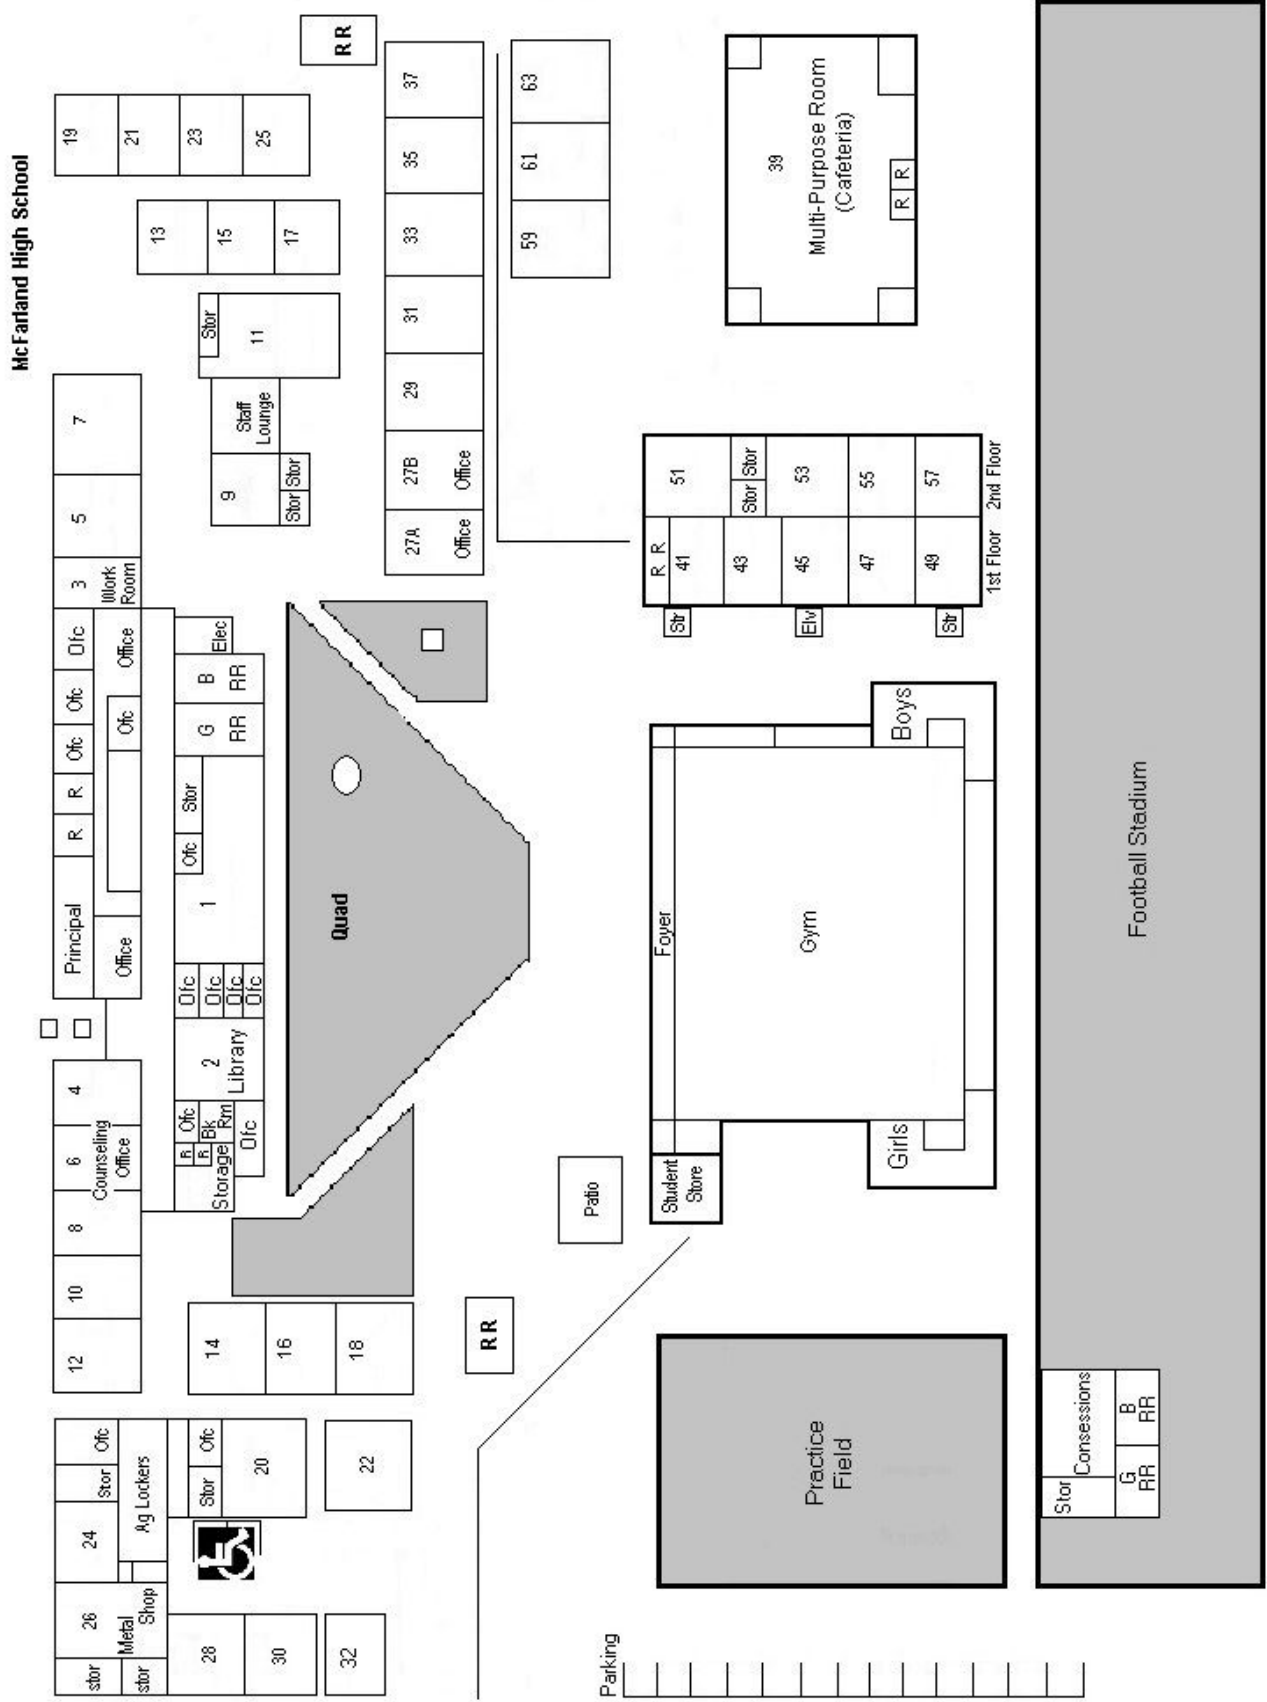 McFarland High School
stor
stor
26
Metal
Shop
24
Stor
Ofc
Ag Lockers
12
10
8
6
4
Counseling
Office
Principal
R
R
Ofc
Ofc
Ofc
Office
Ofc
Office
3
Work
Room
5
7
19
21
23
25
28
30
32
Stor
Ofc
20
22
14
16
18
Storage
R
R
Ofc
Bk
Rm
Ofc
2
Library
Ofc
Ofc
Ofc
Ofc
1
Ofc
Stor
G
RR
B
RR
Elec
9
Stor
Stor
Staff
Lounge
Stor
11
13
15
17
RR
Quad
27A
Office
27B
Office
29
31
33
35
37
RR
Patio
59
61
63
Parking
Practice
Field
Student
Store
Foyer
Gym
Girls
Boys
Str
Elv
Str
R R
41
43
45
47
49
1st Floor
51
Stor
Stor
53
55
57
2nd Floor
39
Multi-Purpose Room
(Cafeteria)
R
R
Stor
Consessions
G
RR
B
RR
Football Stadium